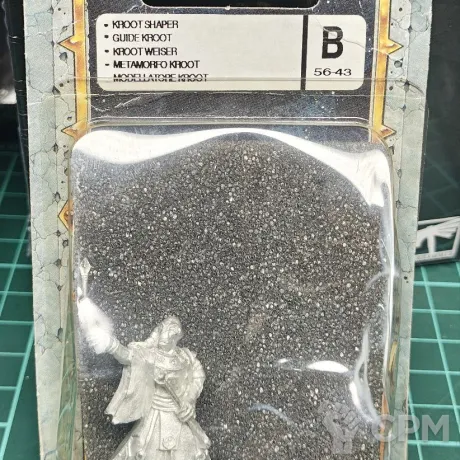 • KROOT SHAPER
• GUIDE KROOT
• KROOT WEISER
• METAMORFO KROOT
MODELLATORE KROOT
B
56-43
CPM